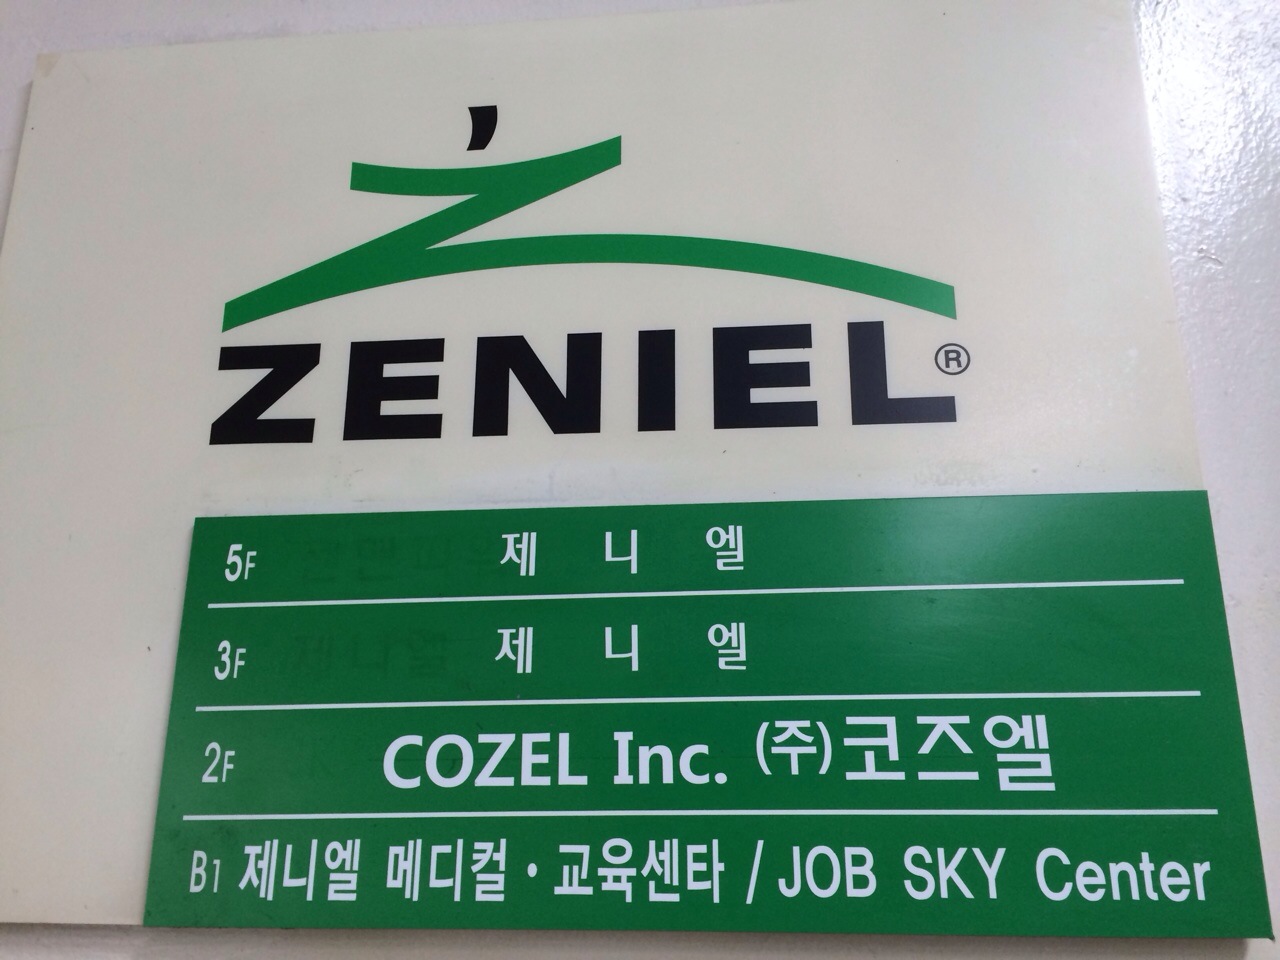 ZENIEL®
5F 제 니 엘
3F 제 니 엘
2F COZEL Inc. (주)코즈엘
B1 제니엘 메디컬·교육센타 / JOB SKY Center